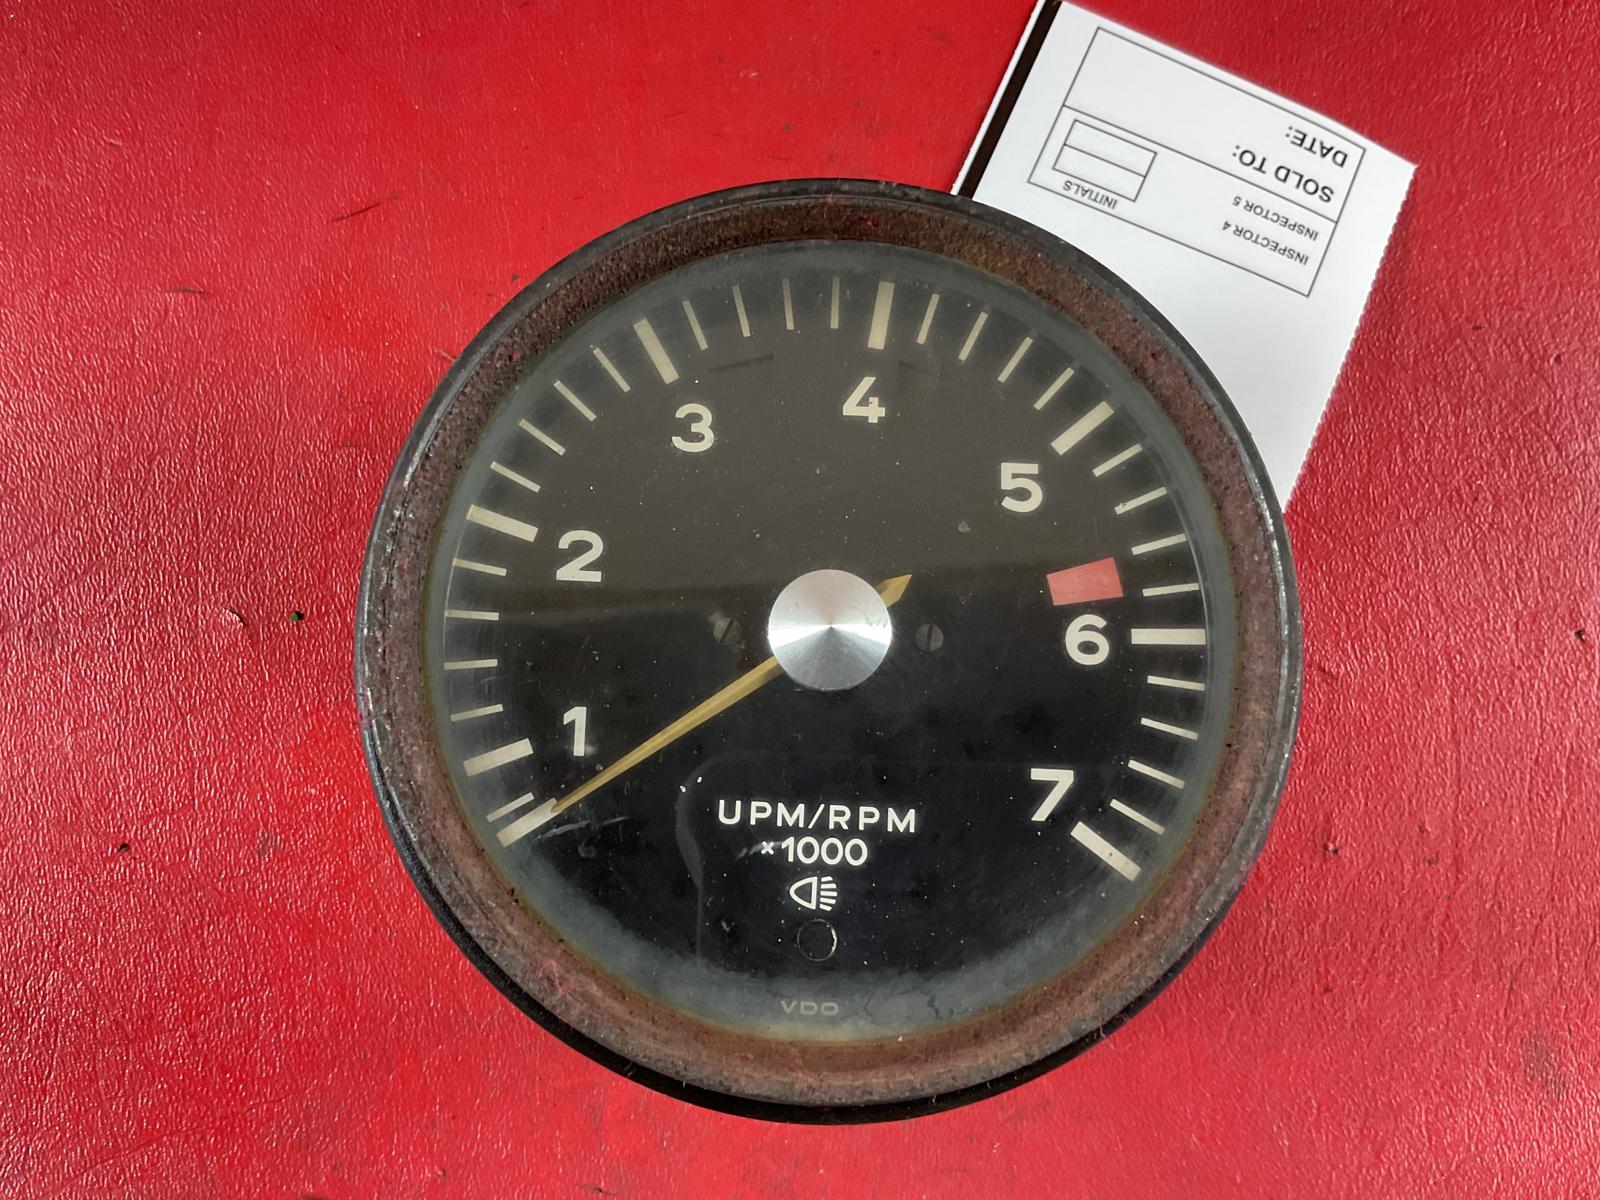 1
2
3
4
5
6
7
UPM/RPM
×1000
VDO
INSPECTOR 4
INSPECTOR 5
INITIALS
SOLD TO:
DATE: